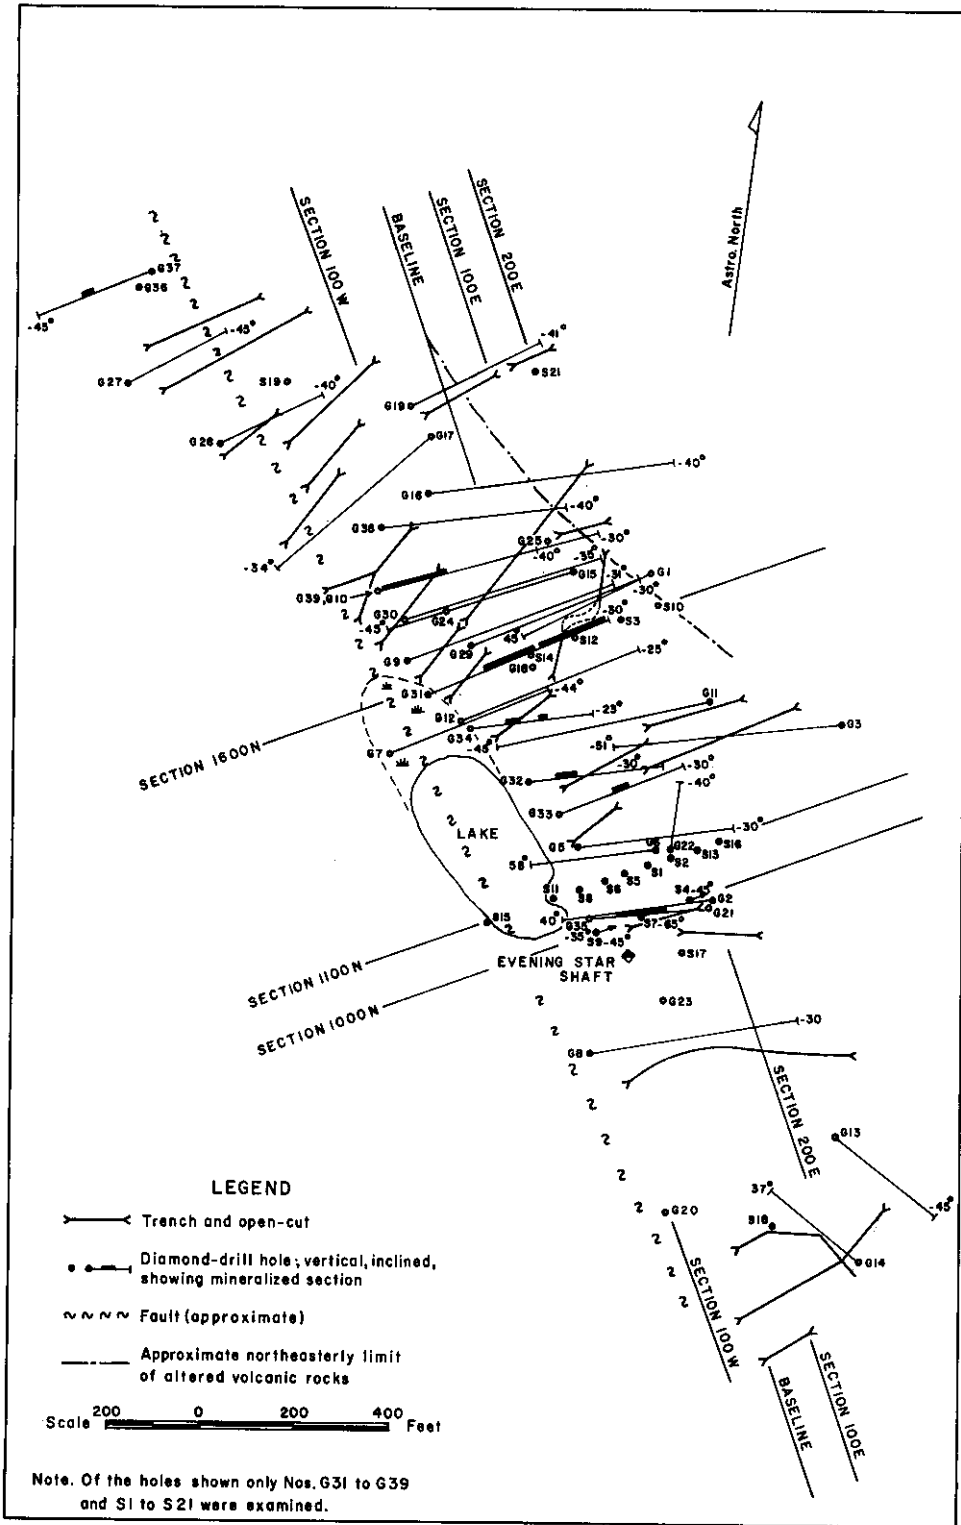 SECTION 100 W
BASELINE
SECTION 100E
SECTION 200E
Astro. North
G37
G36
-45°
-45°
G27
S19
-40°
G28
-41°
S21
G19
G17
-34°
G16
-40°
G38
-40°
G25
-30°
-40°
-35°
G39, G10
G15
-31°
G1
-30°
G30
-45°
G24
-30°
S10
S3
45°
S12
G29
S14
G18
G9
-25°
G31
-44°
G11
G12
-23°
G34
-45°
G3
-51°
G7
SECTION 1600N
-30°
-30°
G32
-40°
G33
LAKE
G5
-30°
G6
G22
S16
S13
58°
S2
S1
S5
S6
S8
S11
S4-45°
G2
G21
S15
40°
G35
S7-65°
-35°
S9-45°
EVENING STAR
SHAFT
S17
SECTION 1100N
SECTION 1000N
G23
G8
-30
SECTION 200E
G13
37°
-45°
G20
S18
G14
SECTION 100W
BASELINE
SECTION 100E
LEGEND
Trench and open-cut
Diamond-drill hole; vertical, inclined,
showing mineralized section
Fault (approximate)
Approximate northeasterly limit
of altered volcanic rocks
Scale 200 0 200 400 Feet
Note. Of the holes shown only Nos. G31 to G39
and S1 to S21 were examined.